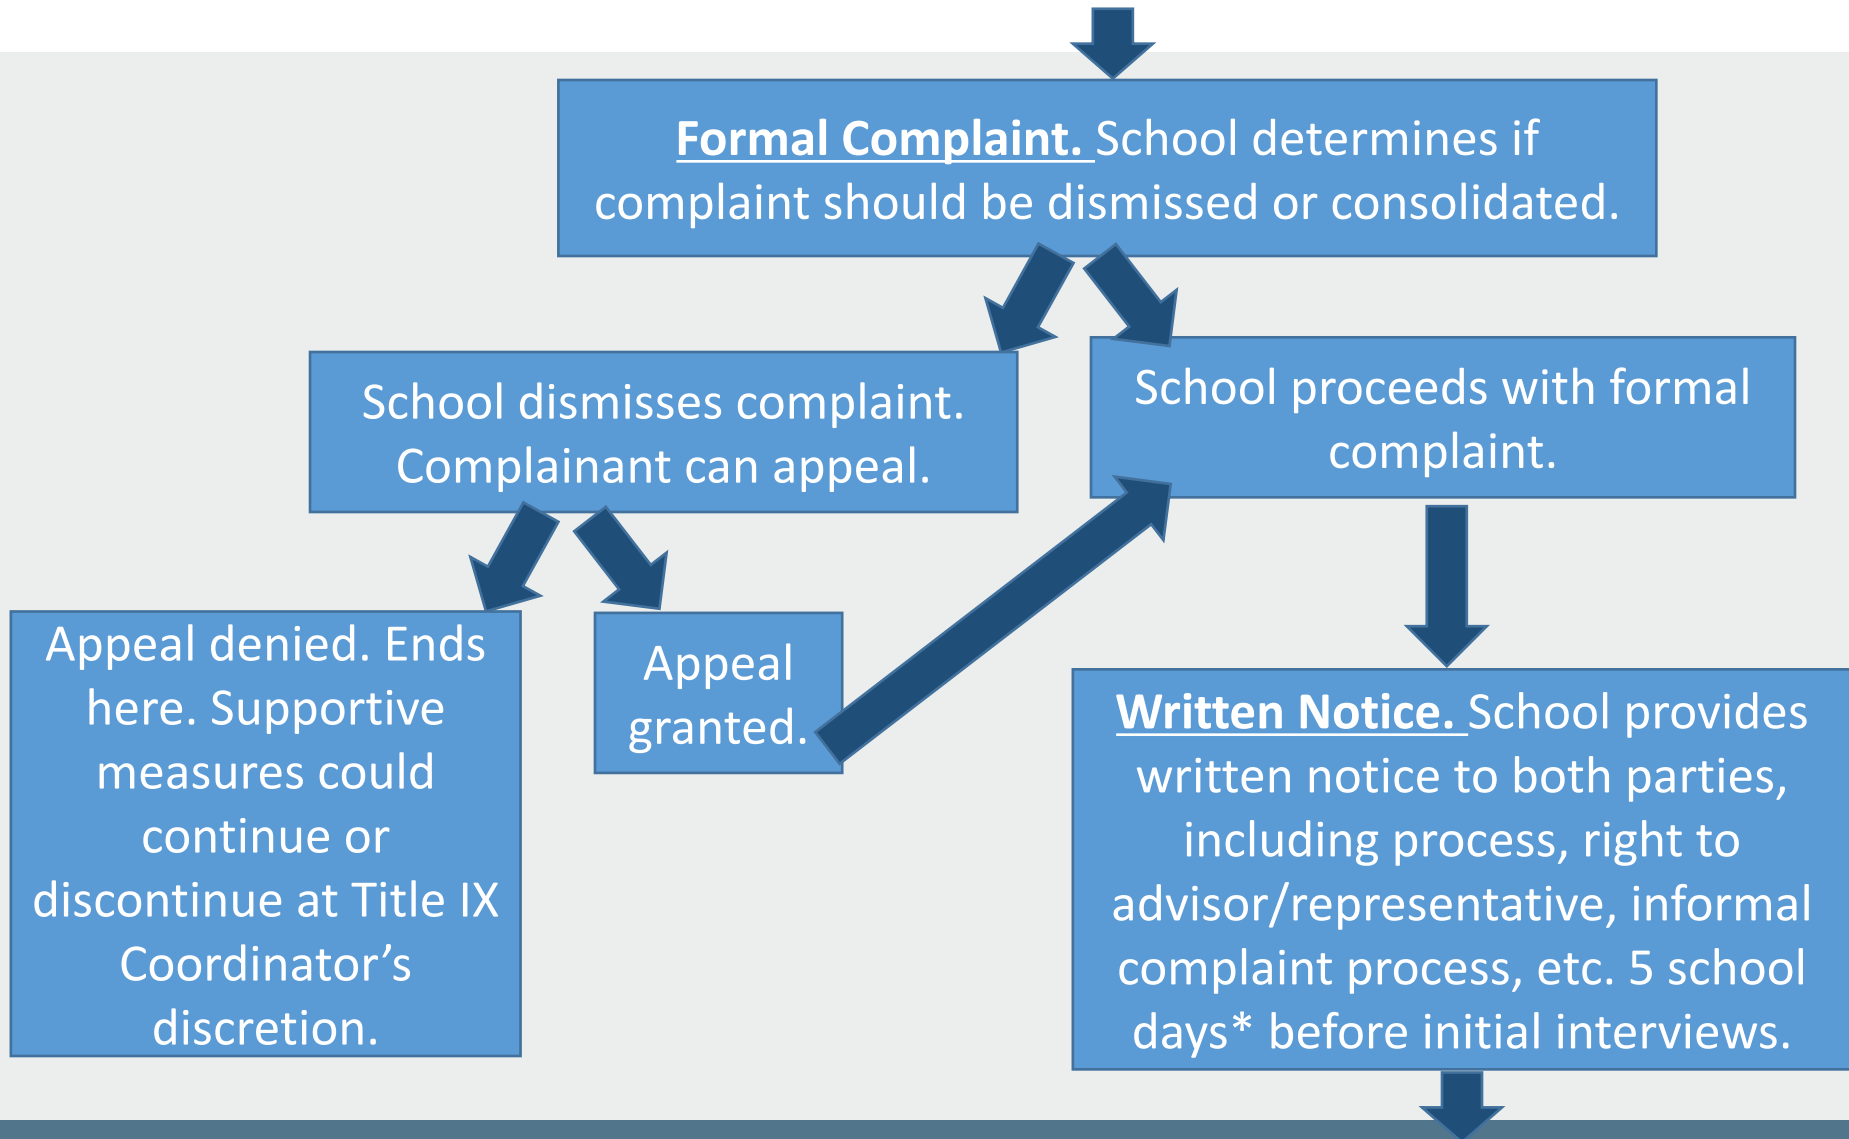 Formal Complaint. School determines if
complaint should be dismissed or consolidated.
School dismisses complaint.
Complainant can appeal.
School proceeds with formal
complaint.
Appeal denied. Ends
here. Supportive
measures could
continue or
discontinue at Title IX
Coordinator’s
discretion.
Appeal
granted.
Written Notice. School provides
written notice to both parties,
including process, right to
advisor/representative, informal
complaint process, etc. 5 school
days* before initial interviews.